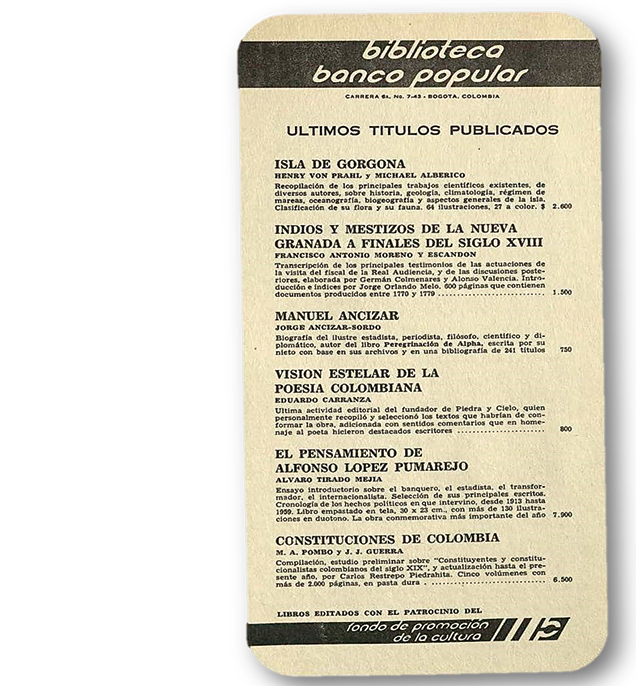 biblioteca
banco popular
CARRERA 6a. No. 7-43 - BOGOTA, COLOMBIA
ULTIMOS TITULOS PUBLICADOS
ISLA DE GORGONA
HENRY VON PRAHL y MICHAEL ALBERICO
Recopilación de los principales trabajos científicos existentes, de
diversos autores, sobre historia, geología, climatología, régimen de
mareas, oceanografía, biogeografía y aspectos generales de la isla.
Clasificación de su flora y su fauna. 64 ilustraciones, 27 a color. $ 2.600
INDIOS Y MESTIZOS DE LA NUEVA
GRANADA A FINALES DEL SIGLO XVIII
FRANCISCO ANTONIO MORENO Y ESCANDON
Transcripción de los principales testimonios de las actuaciones de
la visita del fiscal de la Real Audiencia, y de las discusiones poste-
riores, elaborada por Germán Colmenares y Alonso Valencia. Intro-
ducción e índices por Jorge Orlando Melo. 600 páginas que contienen
documentos producidos entre 1770 y 1779 ........................ 1.500
MANUEL ANCIZAR
JORGE ANCIZAR-SORDO
Biografía del ilustre estadista, periodista, filósofo, científico y di-
plomático, autor del libro Peregrinación de Alpha, escrita por su
nieto con base en sus archivos y en una bibliografía de 241 títulos 750
VISION ESTELAR DE LA
POESIA COLOMBIANA
EDUARDO CARRANZA
Ultima actividad editorial del fundador de Piedra y Cielo, quien
personalmente recopiló y seleccionó los textos que habrían de con-
formar la obra, adicionada con sentidos comentarios que en home-
naje al poeta hicieron destacados escritores ..................... 800
EL PENSAMIENTO DE
ALFONSO LOPEZ PUMAREJO
ALVARO TIRADO MEJIA
Ensayo introductorio sobre el banquero, el estadista, el transfor-
mador, el internacionalista. Selección de sus principales escritos.
Cronología de los hechos políticos en que intervino, desde 1913 hasta
1959. Libro empastado en tela, 30 x 23 cm., con más de 130 ilustra-
ciones en duotono. La obra conmemorativa más importante del año 7.900
CONSTITUCIONES DE COLOMBIA
M. A. POMBO y J. J. GUERRA
Compilación, estudio preliminar sobre "Constituyentes y constitu-
cionalistas colombianos del siglo XIX", y actualización hasta el pre-
sente año, por Carlos Restrepo Piedrahita. Cinco volúmenes con
más de 2.000 páginas, en pasta dura . ........................... 6.500
LIBROS EDITADOS CON EL PATROCINIO DEL
fondo de promoción
de la cultura